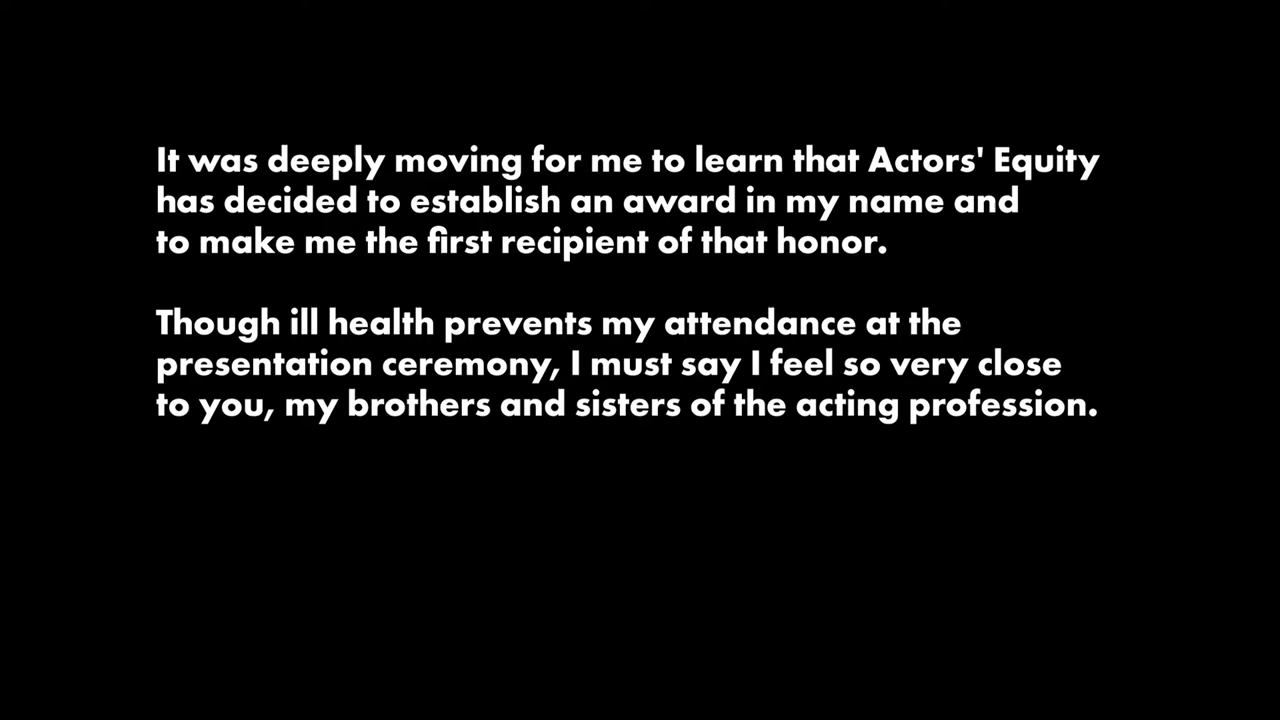 It was deeply moving for me to learn that Actors' Equity
has decided to establish an award in my name and
to make me the first recipient of that honor.
Though ill health prevents my attendance at the
presentation ceremony, I must say I feel so very close
to you, my brothers and sisters of the acting profession.